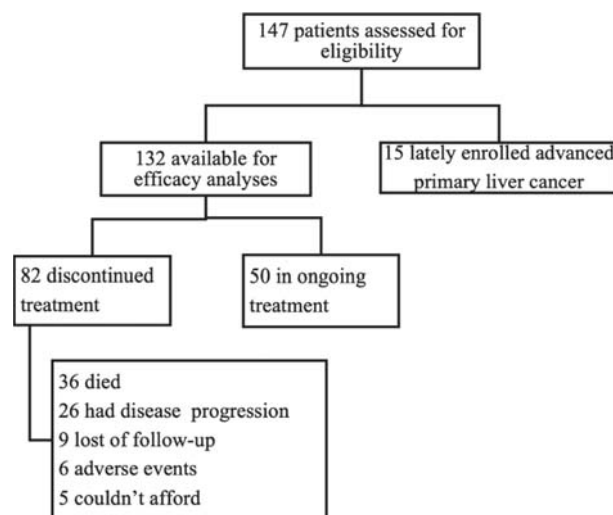 147 patients assessed for
eligibility
132 available for
efficacy analyses
15 lately enrolled advanced
primary liver cancer
82 discontinued
treatment
50 in ongoing
treatment
36 died
26 had disease progression
9 lost of follow-up
6 adverse events
5 couldn’t afford